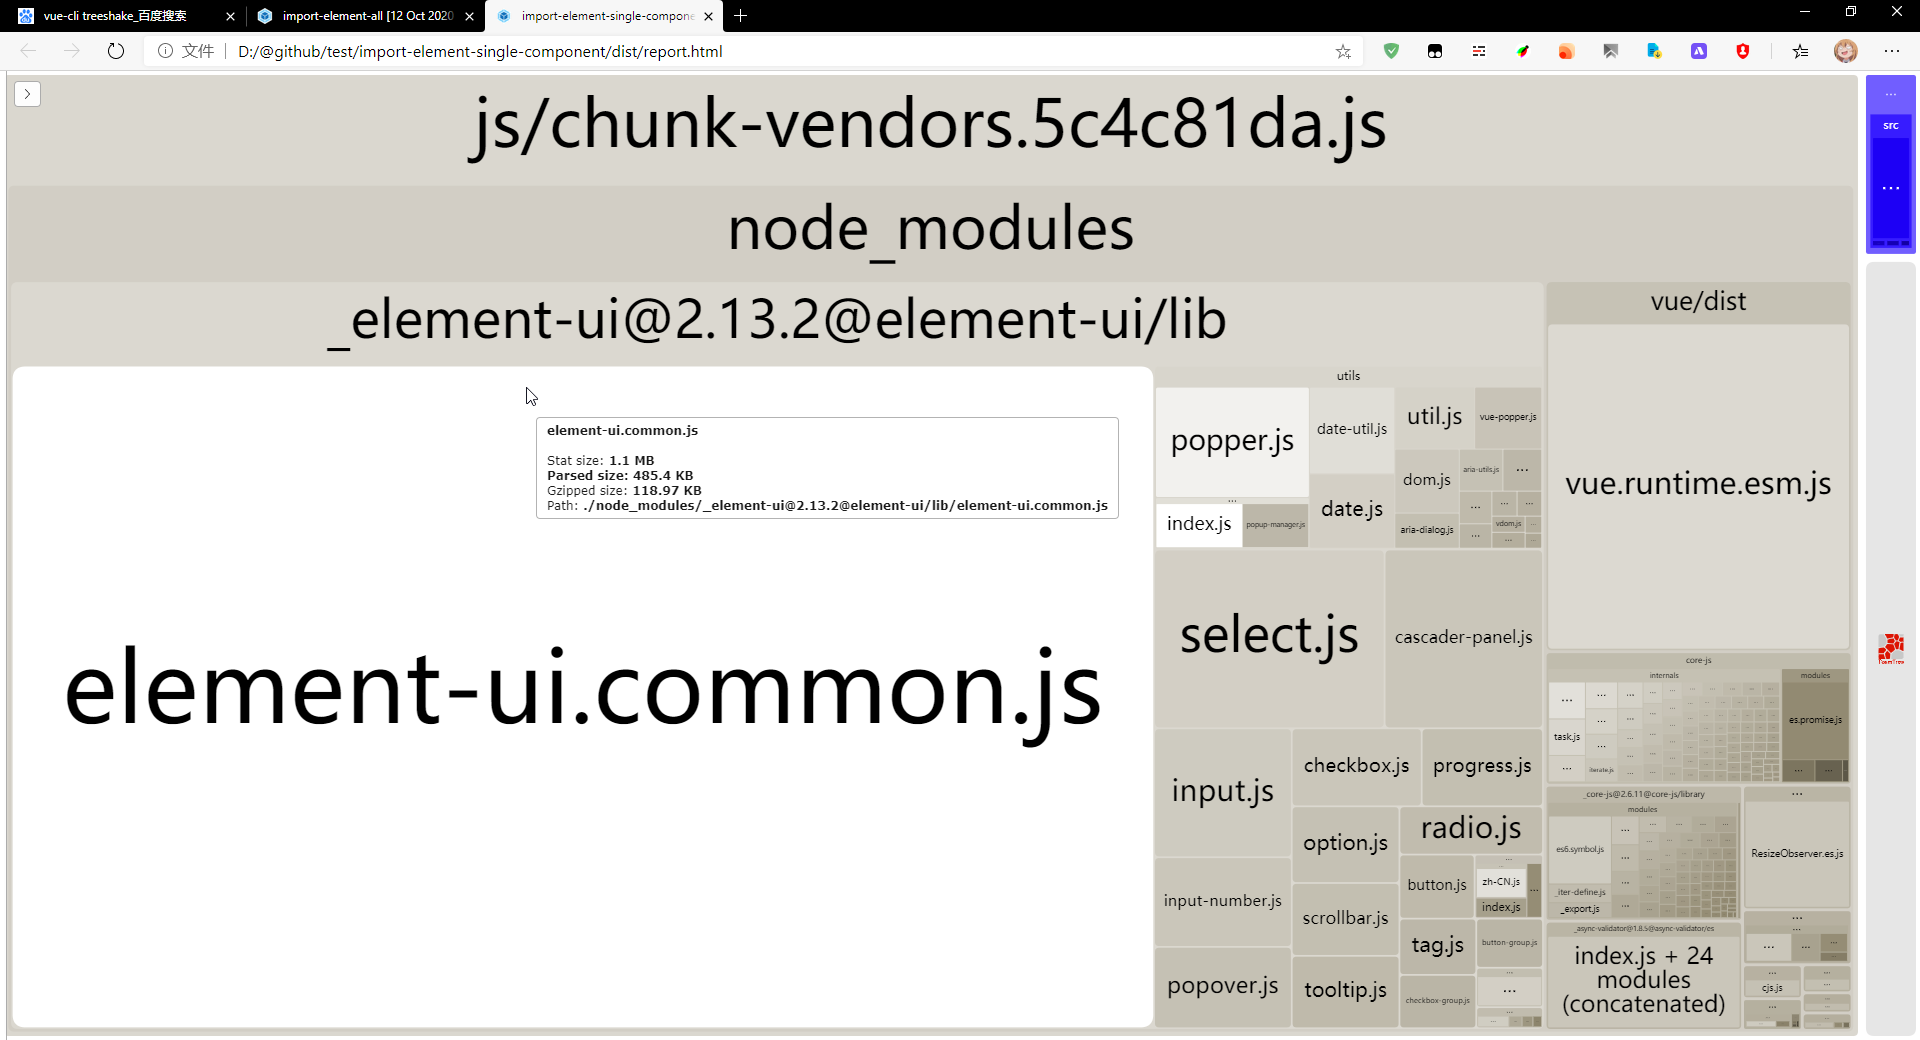 vue-cli treeshake_百度搜索
import-element-all [12 Oct 2020
import-element-single-compone
文件
D:/@github/test/import-element-single-component/dist/report.html
js/chunk-vendors.5c4c81da.js
...
src
...
node_modules
_element-ui@2.13.2@element-ui/lib
vue/dist
utils
element-ui.common.js
Stat size: 1.1 MB
Parsed size: 485.4 KB
Gzipped size: 118.97 KB
Path: ./node_modules/_element-ui@2.13.2@element-ui/lib/element-ui.common.js
element-ui.common.js
popper.js
date-util.js
util.js
vue-popper.js
dom.js
aria-utils.js
...
index.js
popup-manager.js
date.js
aria-dialog.js
vdom.js
select.js
cascader-panel.js
input.js
checkbox.js
progress.js
option.js
radio.js
input-number.js
scrollbar.js
button.js
zh-CN.js
index.js
popover.js
tooltip.js
tag.js
button-group.js
checkbox-group.js
...
vue.runtime.esm.js
core-js
internals
modules
...
task.js
...
iterate.js
es.promise.js
_core-js@2.6.11@core-js/library
modules
es6.symbol.js
_iter-define.js
_export.js
...
ResizeObserver.es.js
_async-validator@1.8.5@async-validator/es
index.js + 24
modules
(concatenated)
...
cjs.js
FoamTree